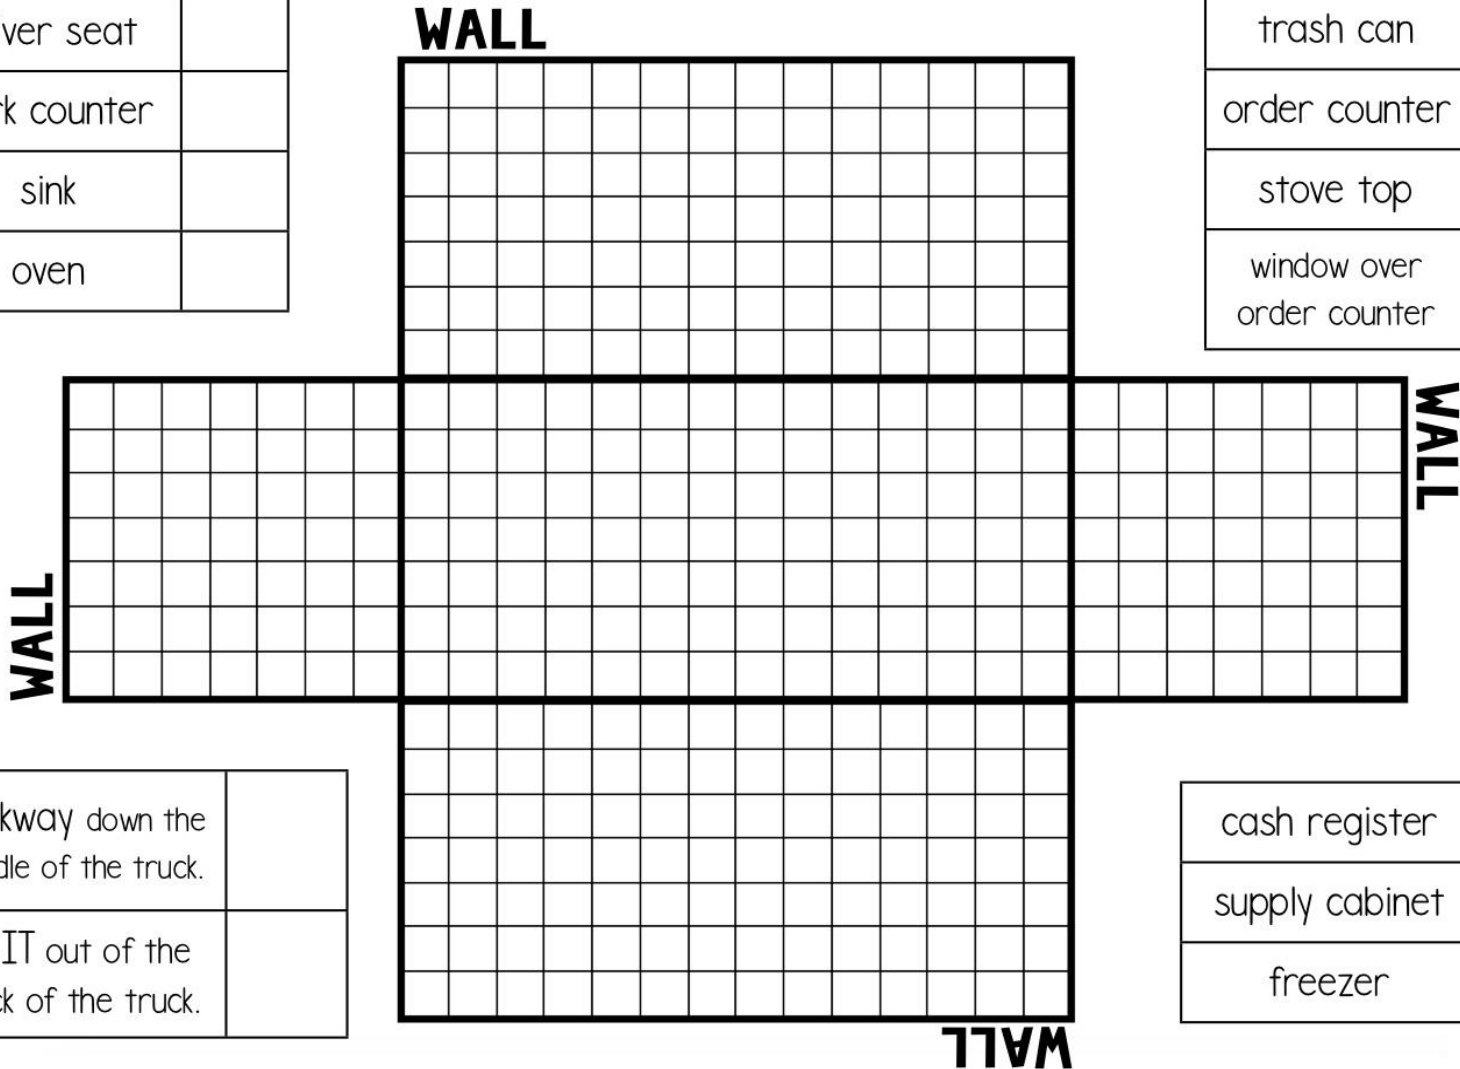 WALL
ver seat
k counter
sink
oven
trash can
order counter
stove top
window over
order counter
WALL
WALL
kway down the
dle of the truck.
IT out of the
ck of the truck.
cash register
supply cabinet
freezer
WALL